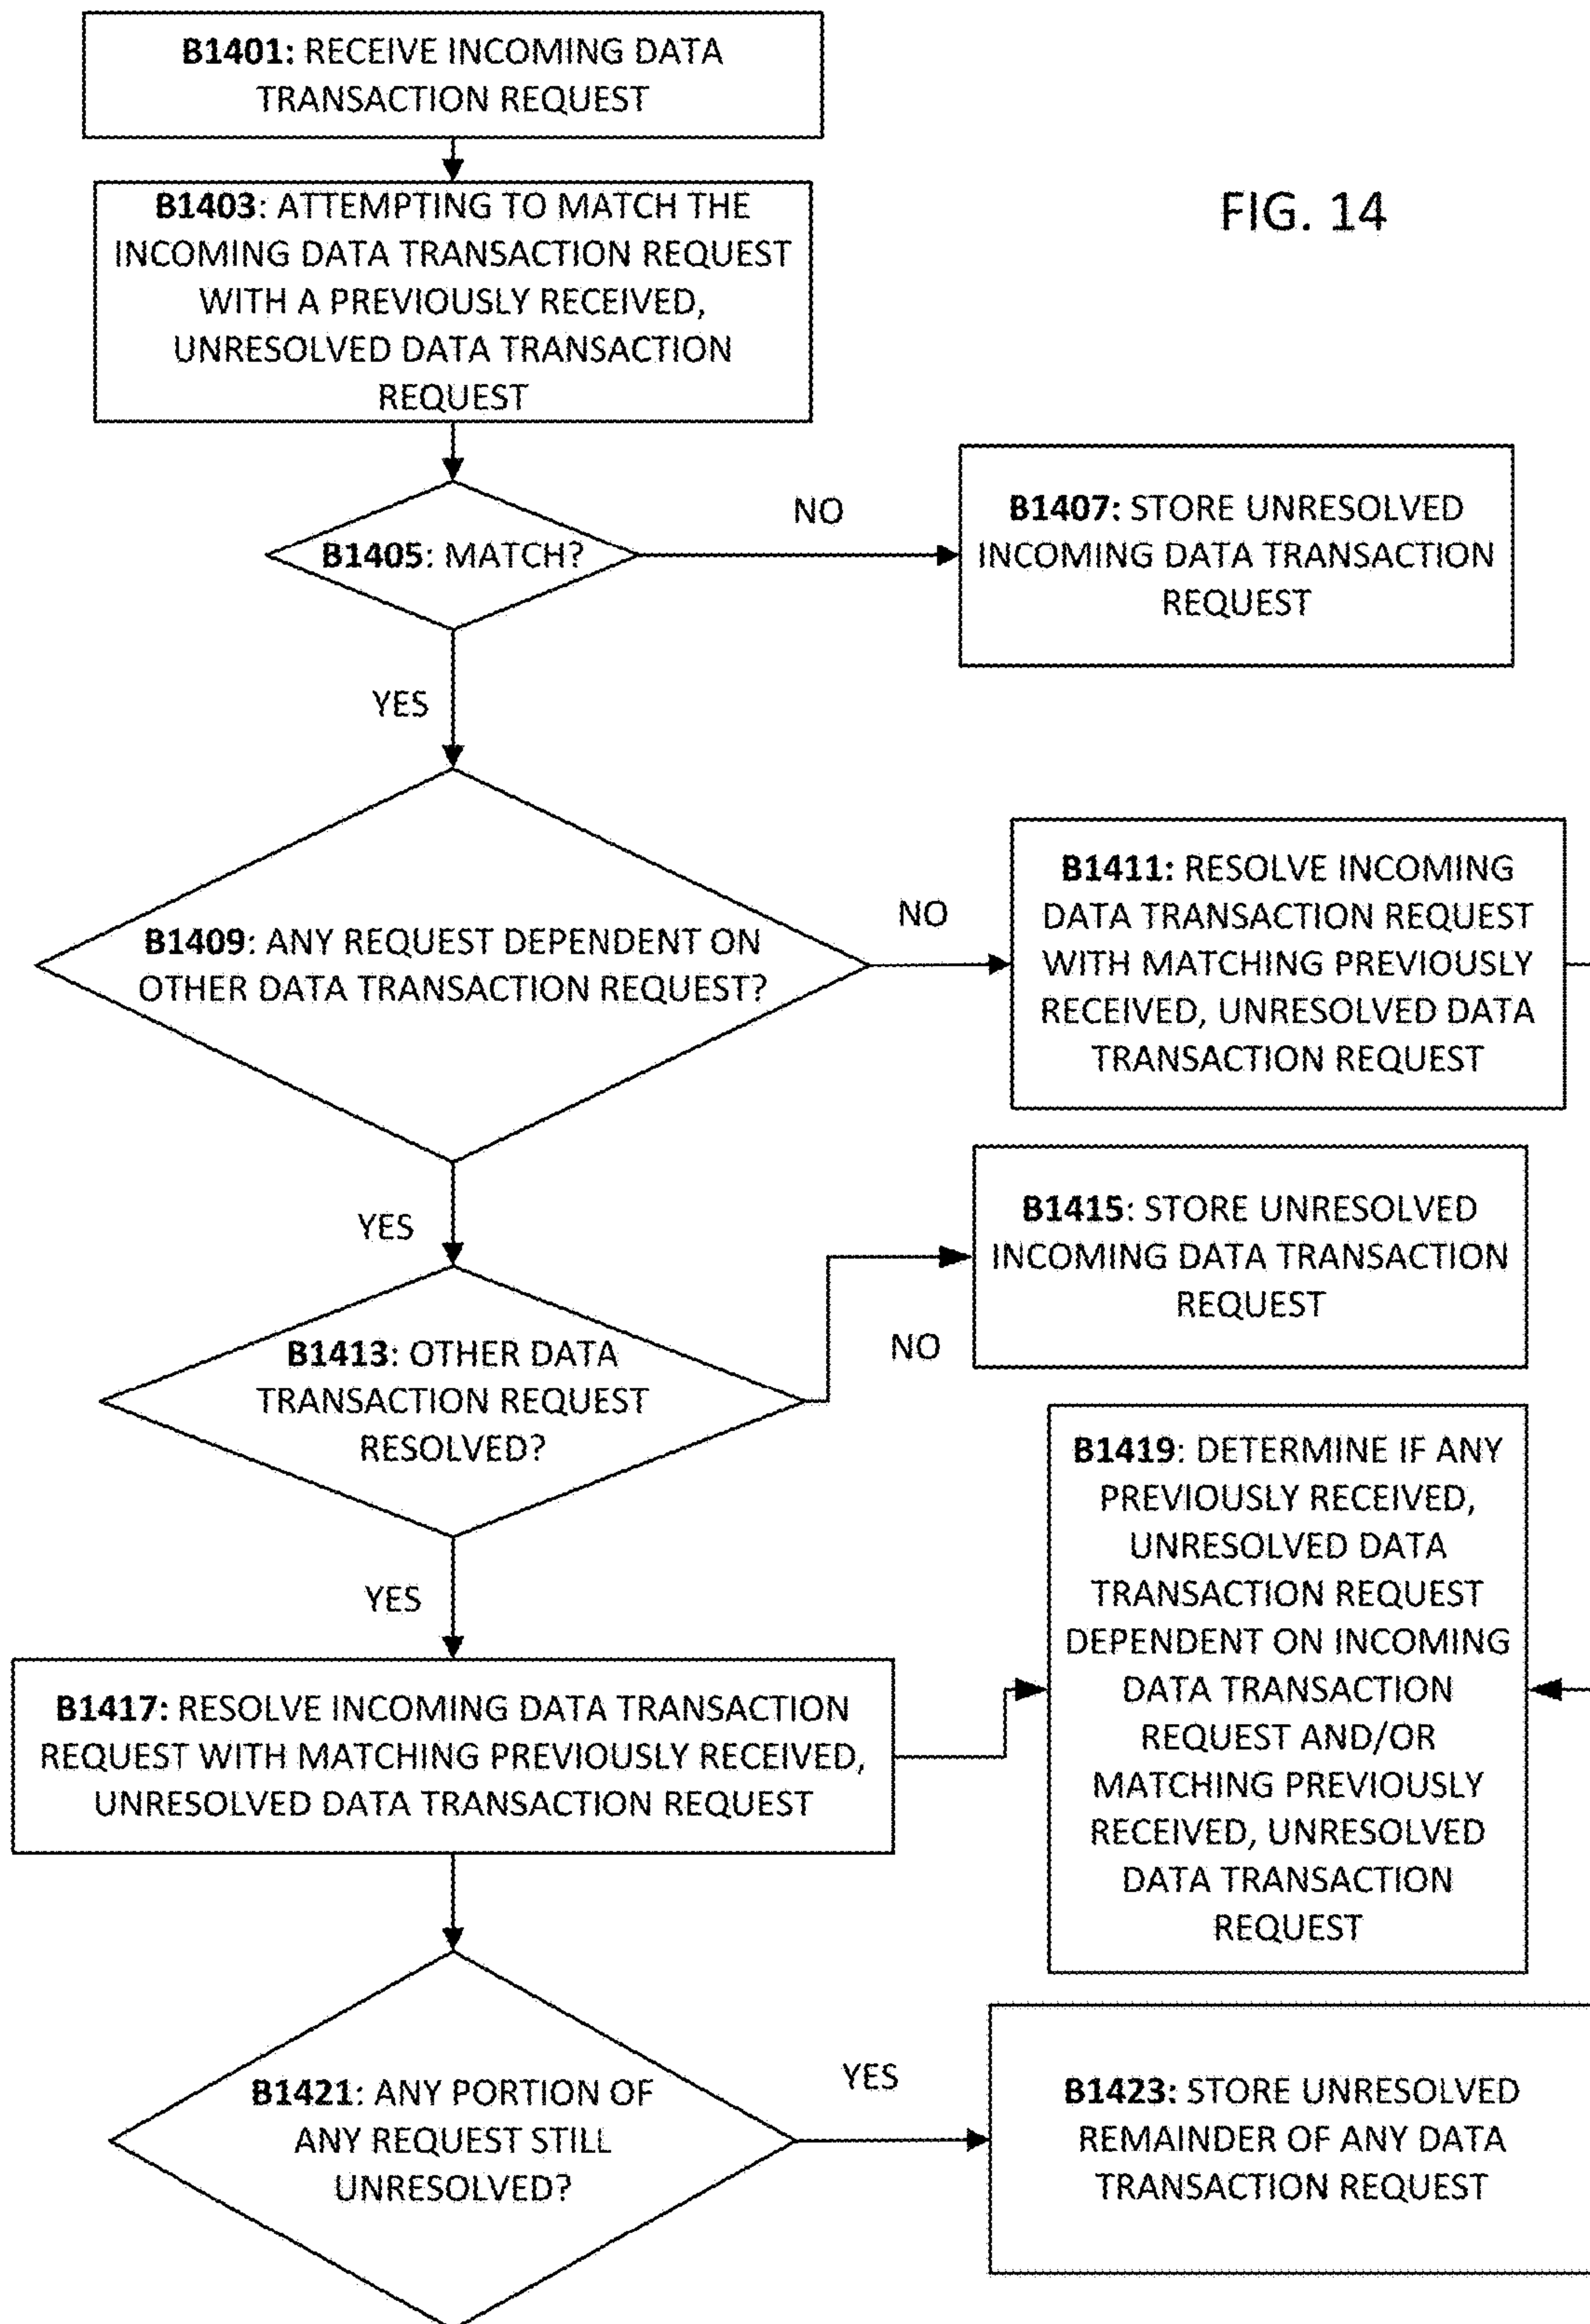 B1401: RECEIVE INCOMING DATA
TRANSACTION REQUEST
B1403: ATTEMPTING TO MATCH THE
INCOMING DATA TRANSACTION REQUEST
WITH A PREVIOUSLY RECEIVED,
UNRESOLVED DATA TRANSACTION
REQUEST
FIG. 14
B1405: MATCH?
NO
B1407: STORE UNRESOLVED
INCOMING DATA TRANSACTION
REQUEST
YES
B1409: ANY REQUEST DEPENDENT ON
OTHER DATA TRANSACTION REQUEST?
NO
B1411: RESOLVE INCOMING
DATA TRANSACTION REQUEST
WITH MATCHING PREVIOUSLY
RECEIVED, UNRESOLVED DATA
TRANSACTION REQUEST
YES
B1413: OTHER DATA
TRANSACTION REQUEST
RESOLVED?
NO
B1415: STORE UNRESOLVED
INCOMING DATA TRANSACTION
REQUEST
YES
B1417: RESOLVE INCOMING DATA TRANSACTION
REQUEST WITH MATCHING PREVIOUSLY RECEIVED,
UNRESOLVED DATA TRANSACTION REQUEST
B1419: DETERMINE IF ANY
PREVIOUSLY RECEIVED,
UNRESOLVED DATA
TRANSACTION REQUEST
DEPENDENT ON INCOMING
DATA TRANSACTION
REQUEST AND/OR
MATCHING PREVIOUSLY
RECEIVED, UNRESOLVED
DATA TRANSACTION
REQUEST
B1421: ANY PORTION OF
ANY REQUEST STILL
UNRESOLVED?
YES
B1423: STORE UNRESOLVED
REMAINDER OF ANY DATA
TRANSACTION REQUEST